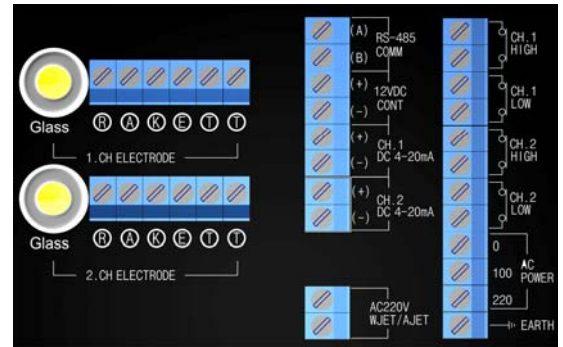 Glass
R A K E T T
1.CH ELECTRODE
Glass
R A K E T T
2.CH ELECTRODE
(A) RS-485
(B) COMM
(+) 12VDC
(-) CONT
(+) CH.1
(-) DC 4-20mA
(+) CH.2
(-) DC 4-20mA
AC220V
WJET/AJET
CH.1
HIGH
CH.1
LOW
CH.2
HIGH
CH.2
LOW
0
100
220
AC
POWER
EARTH